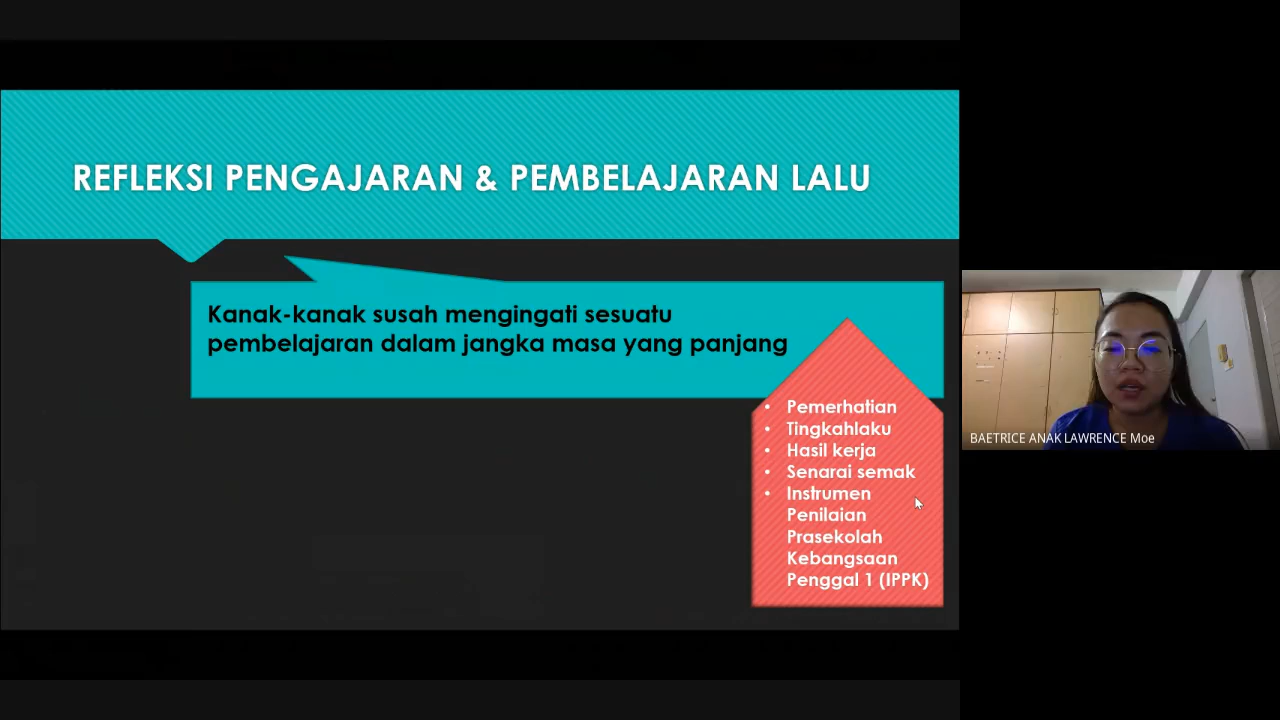 REFLEKSI PENGAJARAN & PEMBELAJARAN LALU
Kanak-kanak susah mengingati sesuatu
pembelajaran dalam jangka masa yang panjang
• Pemerhatian
• Tingkahlaku
• Hasil kerja
• Senarai semak
• Instrumen
Penilaian
Prasekolah
Kebangsaan
Penggal 1 (IPPK)
BAETRICE ANAK LAWRENCE Moe